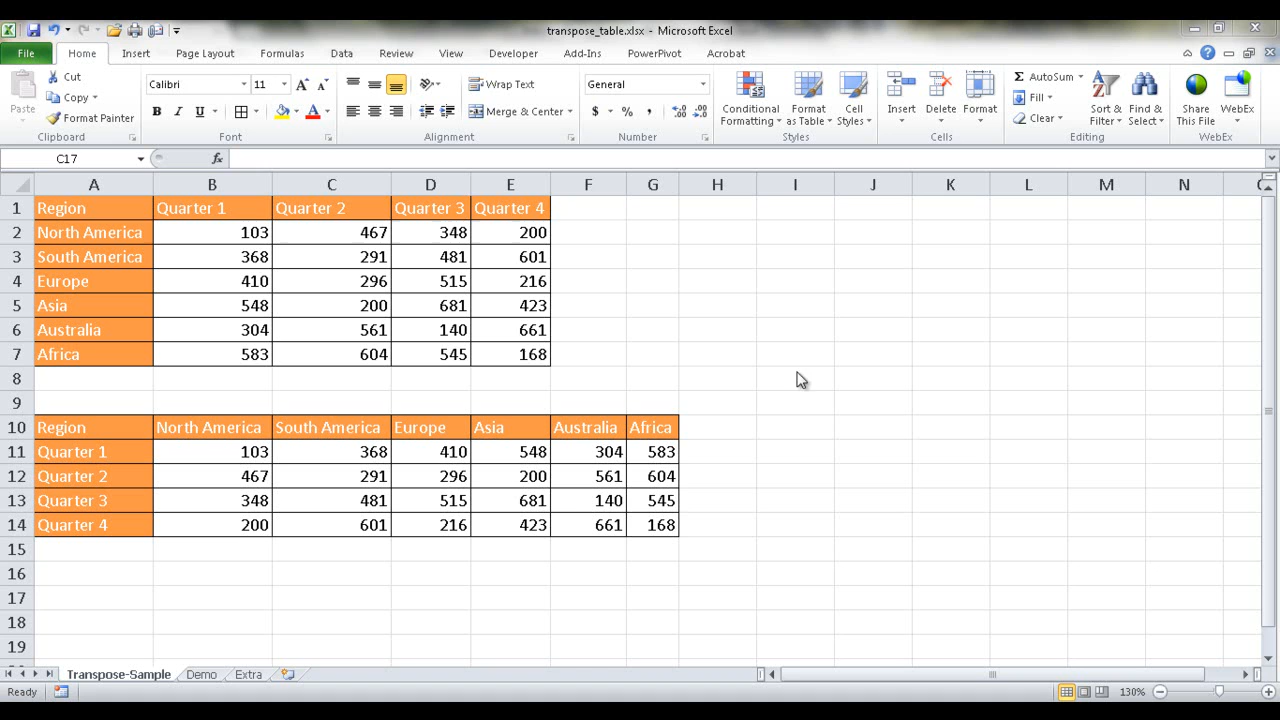 transpose_table.xlsx - Microsoft Excel
File Home Insert Page Layout Formulas Data Review View Developer Add-Ins PowerPivot Acrobat
Paste
Cut
Copy
Format Painter
Clipboard
Calibri 11
B I U A
Font
Wrap Text
Merge & Center
Alignment
General
$ % ,
Number
Conditional Formatting
Format as Table
Cell Styles
Styles
Insert Delete Format
Cells
Σ AutoSum
Fill
Clear
Sort & Filter
Find & Select
Editing
Share This File
WebEx
WebEx
C17 fx
A B C D E F G H I J K L M N
1 Region Quarter 1 Quarter 2 Quarter 3 Quarter 4
2 North America 103 467 348 200
3 South America 368 291 481 601
4 Europe 410 296 515 216
5 Asia 548 200 681 423
6 Australia 304 561 140 661
7 Africa 583 604 545 168
8
9
10 Region North America South America Europe Asia Australia Africa
11 Quarter 1 103 368 410 548 304 583
12 Quarter 2 467 291 296 200 561 604
13 Quarter 3 348 481 515 681 140 545
14 Quarter 4 200 601 216 423 661 168
15
16
17
18
19
Transpose-Sample Demo Extra
Ready 130%